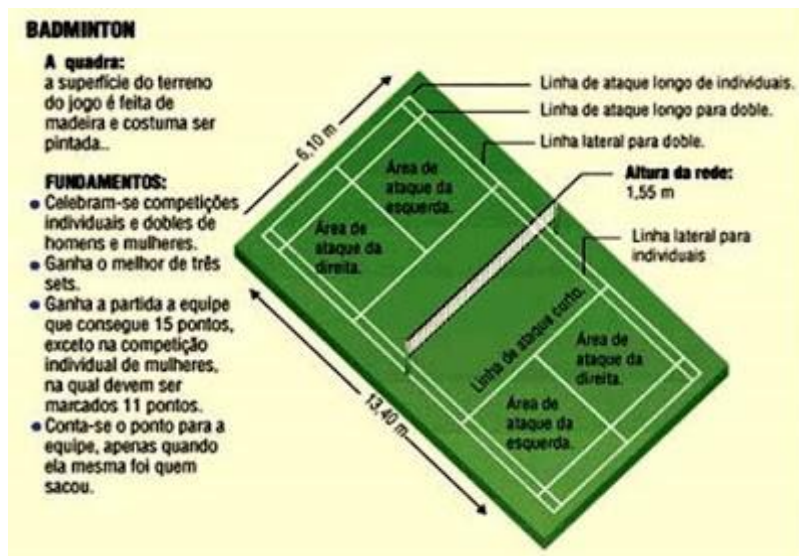 BADMINTON
A quadra:
a superfície do terreno
do jogo é feita de
madeira e costuma ser
pintada..
FUNDAMENTOS:
• Celebram-se competições
individuais e dobles de
homens e mulheres.
• Ganha o melhor de três
sets.
• Ganha a partida a equipe
que consegue 15 pontos,
exceto na competição
individual de mulheres,
na qual devem ser
marcados 11 pontos.
• Conta-se o ponto para a
equipe, apenas quando
ela mesma foi quem
sacou.
6,10 m
13,40 m
Linha de ataque longo de individuais.
Linha de ataque longo para doble.
Linha lateral para doble.
Altura da rede:
1,55 m
Linha lateral para
individuais
Área de
ataque da
esquerda.
Área de
ataque da
direita.
Linha de ataque curto.
Área de
ataque da
direita.
Área de
ataque da
esquerda.